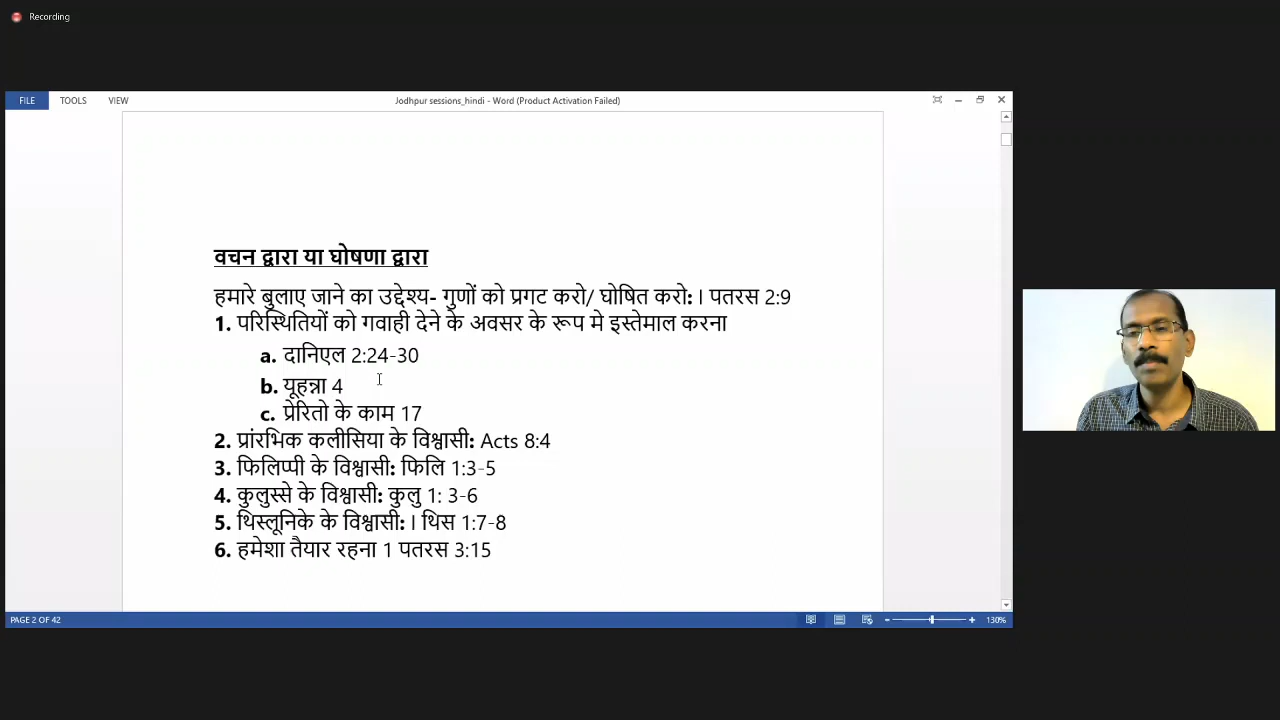 Recording
FILE TOOLS VIEW Jodhpur sessions_hindi - Word (Product Activation Failed)
वचन द्वारा या घोषणा द्वारा
हमारे बुलाए जाने का उद्देश्य- गुणों को प्रगट करो/ घोषित करो: I पतरस 2:9
1. परिस्थितियों को गवाही देने के अवसर के रूप मे इस्तेमाल करना
a. दानिएल 2:24-30
b. यूहन्ना 4
c. प्रेरितो के काम 17
2. प्रांरभिक कलीसिया के विश्वासी: Acts 8:4
3. फिलिप्पी के विश्वासी: फिलि 1:3-5
4. कुलुस्से के विश्वासी: कुलु 1: 3-6
5. थिस्लूनिके के विश्वासी: I थिस 1:7-8
6. हमेशा तैयार रहना 1 पतरस 3:15
PAGE 2 OF 42 130%